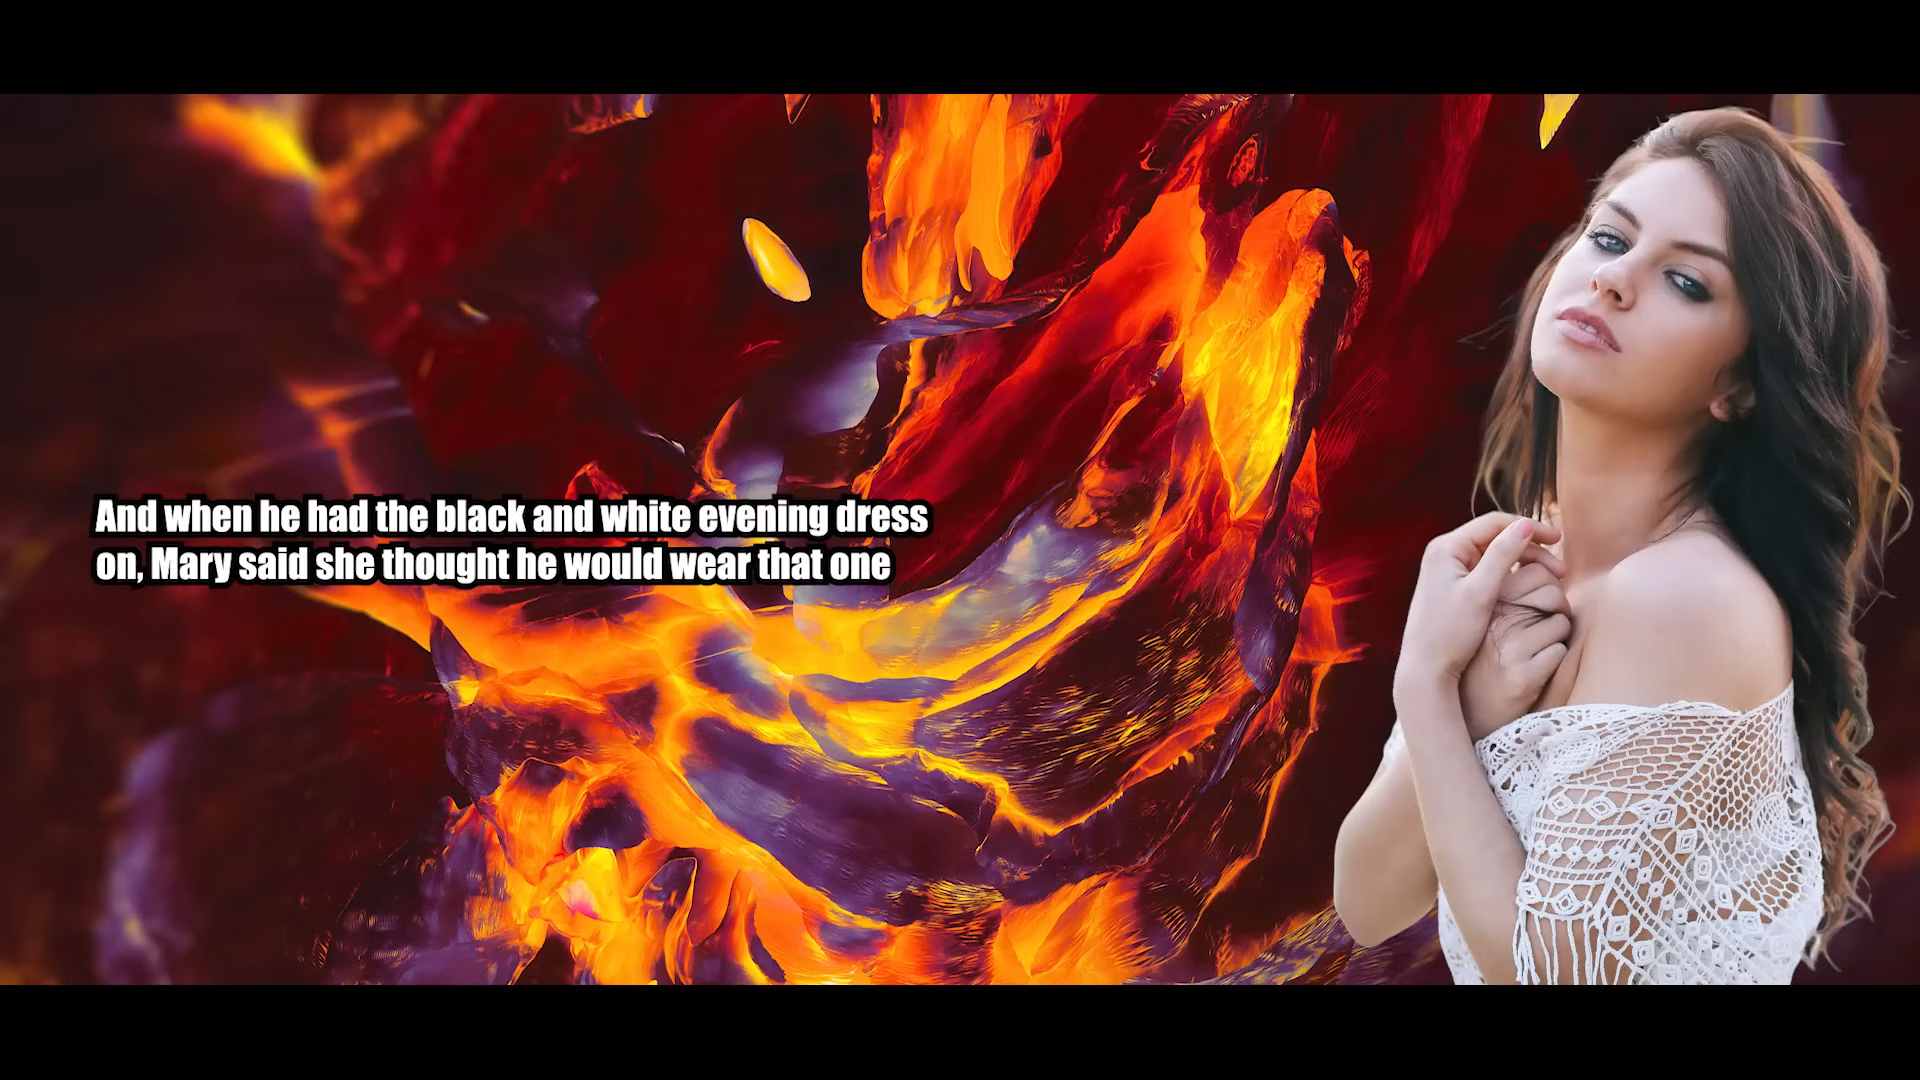 And when he had the black and white evening dress
on, Mary said she thought he would wear that one